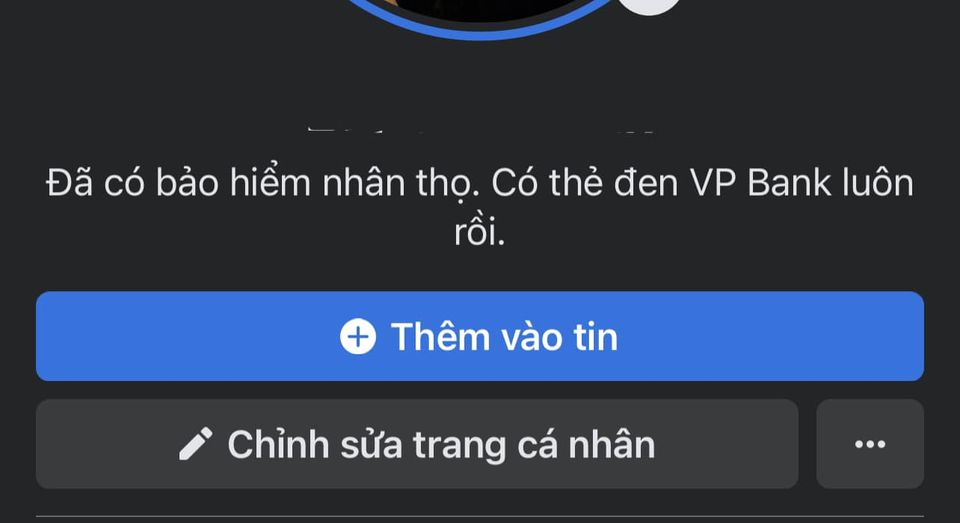 Đã có bảo hiểm nhân thọ. Có thẻ đen VP Bank luôn
rồi.
Thêm vào tin
Chỉnh sửa trang cá nhân